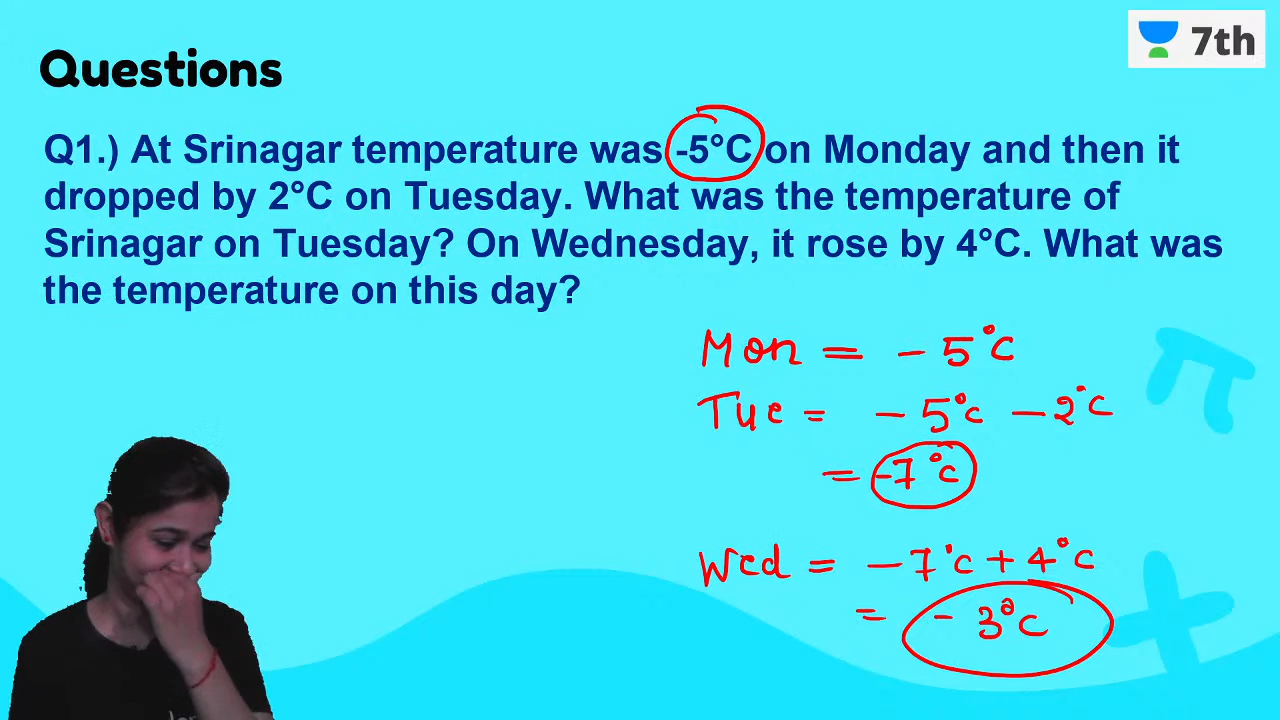 Questions
7th
Q1.) At Srinagar temperature was -5°C on Monday and then it
dropped by 2°C on Tuesday. What was the temperature of
Srinagar on Tuesday? On Wednesday, it rose by 4°C. What was
the temperature on this day?
Mon = -5°C
Tue = -5°C -2°C
= -7°C
Wed = -7°C + 4°C
= -3°C
π
+